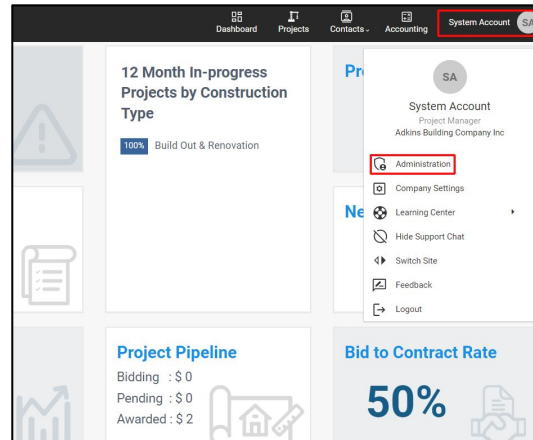 Dashboard
Projects
Contacts
Accounting
System Account
SA
12 Month In-progress
Projects by Construction
Type
100% Build Out & Renovation
SA
System Account
Project Manager
Adkins Building Company Inc
Administration
Company Settings
Learning Center
Hide Support Chat
Switch Site
Feedback
Logout
Project Pipeline
Bidding : $ 0
Pending : $ 0
Awarded : $ 2
Bid to Contract Rate
50%